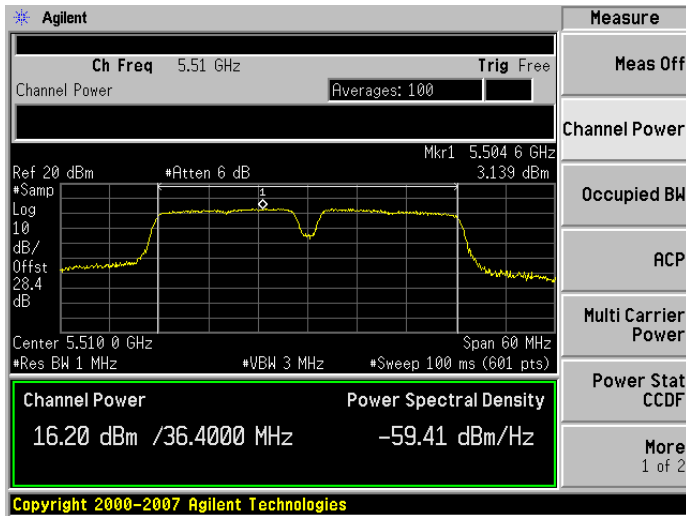 Agilent
Measure
Ch Freq 5.51 GHz Trig Free
Meas Off
Channel Power Averages: 100
Channel Power
Mkr1 5.504 6 GHz
Ref 20 dBm #Atten 6 dB 3.139 dBm
#Samp
Log
10
dB/
Offst
28.4
dB
1
Occupied BW
ACP
Multi Carrier
Power
Center 5.510 0 GHz Span 60 MHz
#Res BW 1 MHz #VBW 3 MHz #Sweep 100 ms (601 pts)
Power Stat
CCDF
Channel Power Power Spectral Density
16.20 dBm /36.4000 MHz -59.41 dBm/Hz
More
1 of 2
Copyright 2000-2007 Agilent Technologies